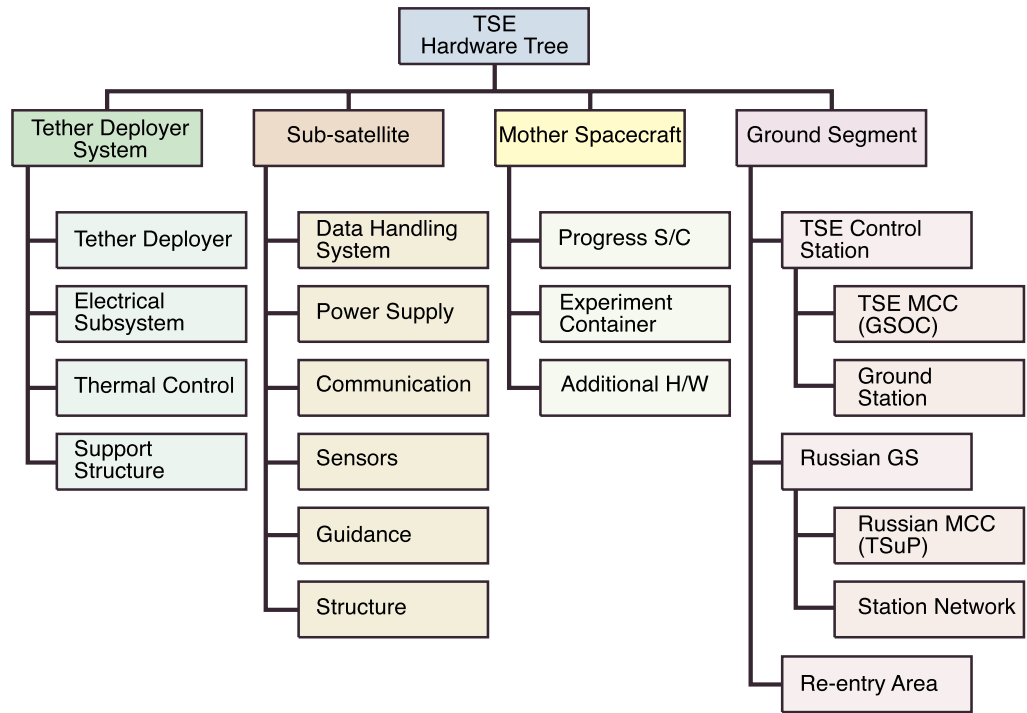 TSE
Hardware Tree
Tether Deployer
System
Tether Deployer
Electrical
Subsystem
Thermal Control
Support
Structure
Sub-satellite
Data Handling
System
Power Supply
Communication
Sensors
Guidance
Structure
Mother Spacecraft
Progress S/C
Experiment
Container
Additional H/W
Ground Segment
TSE Control
Station
TSE MCC
(GSOC)
Ground
Station
Russian GS
Russian MCC
(TSuP)
Station Network
Re-entry Area